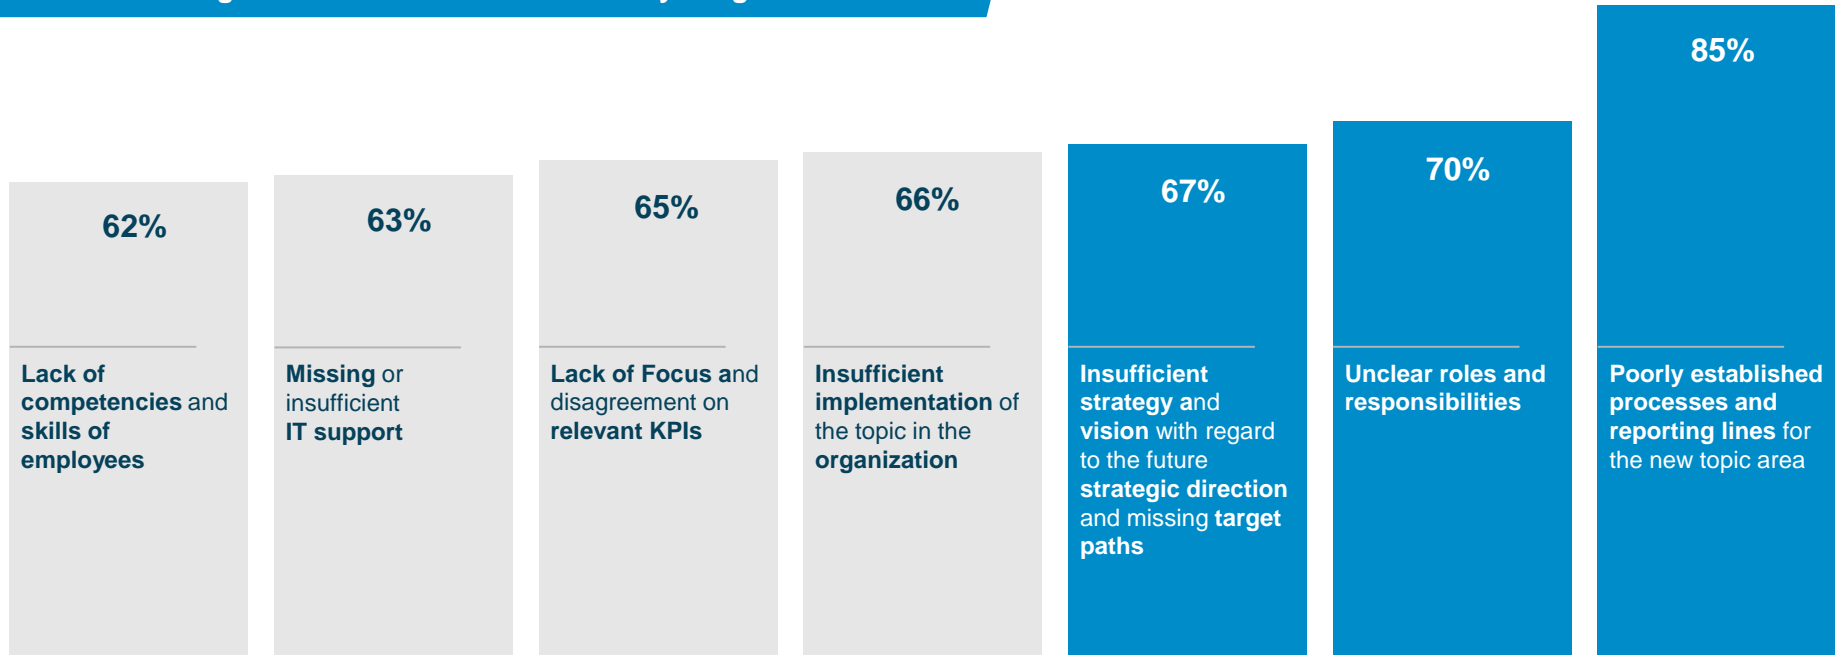 62%
Lack of
competencies and
skills of
employees
63%
Missing or
insufficient
IT support
65%
Lack of Focus and
disagreement on
relevant KPIs
66%
Insufficient
implementation of
the topic in the
organization
67%
Insufficient
strategy and
vision with regard
to the future
strategic direction
and missing target
paths
70%
Unclear roles and
responsibilities
85%
Poorly established
processes and
reporting lines for
the new topic area